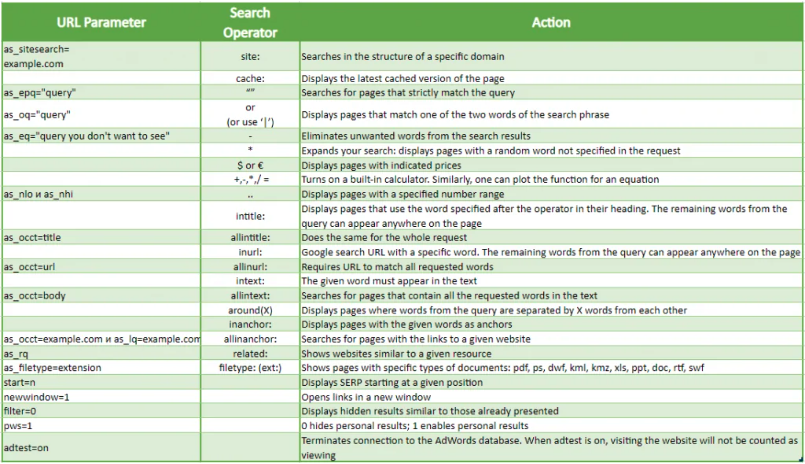 URL Parameter Search Operator Action
as_sitesearch=
example.com site: Searches in the structure of a specific domain
cache: Displays the latest cached version of the page
as_epq="query" “” Searches for pages that strictly match the query
as_oq="query" or
(or use ‘|’) Displays pages that match one of the two words of the search phrase
as_eq="query you don't want to see" - Eliminates unwanted words from the search results
* Expands your search: displays pages with a random word not specified in the request
$ or € Displays pages with indicated prices
+,-,*,/ = Turns on a built-in calculator. Similarly, one can plot the function for an equation
as_nlo и as_nhi .. Displays pages with a specified number range
intitle: Displays pages that use the word specified after the operator in their heading. The remaining words from the
query can appear anywhere on the page
as_occt=title allintitle: Does the same for the whole request
inurl: Google search URL with a specific word. The remaining words from the query can appear anywhere on the page
as_occt=url allinurl: Requires URL to match all requested words
intext: The given word must appear in the text
as_occt=body allintext: Searches for pages that contain all the requested words in the text
around(X) Displays pages where words from the query are separated by X words from each other
inanchor: Displays pages with the given words as anchors
as_occt=example.com и as_lq=example.com allinanchor: Searches for pages with the links to a given website
as_rq related: Shows websites similar to a given resource
as_filetype=extension filetype: (ext:) Shows pages with specific types of documents: pdf, ps, dwf, kml, kmz, xls, ppt, doc, rtf, swf
start=n Displays SERP starting at a given position
newwindow=1 Opens links in a new window
filter=0 Displays hidden results similar to those already presented
pws=1 0 hides personal results; 1 enables personal results
adtest=on Terminates connection to the AdWords database. When adtest is on, visiting the website will not be counted as
viewing